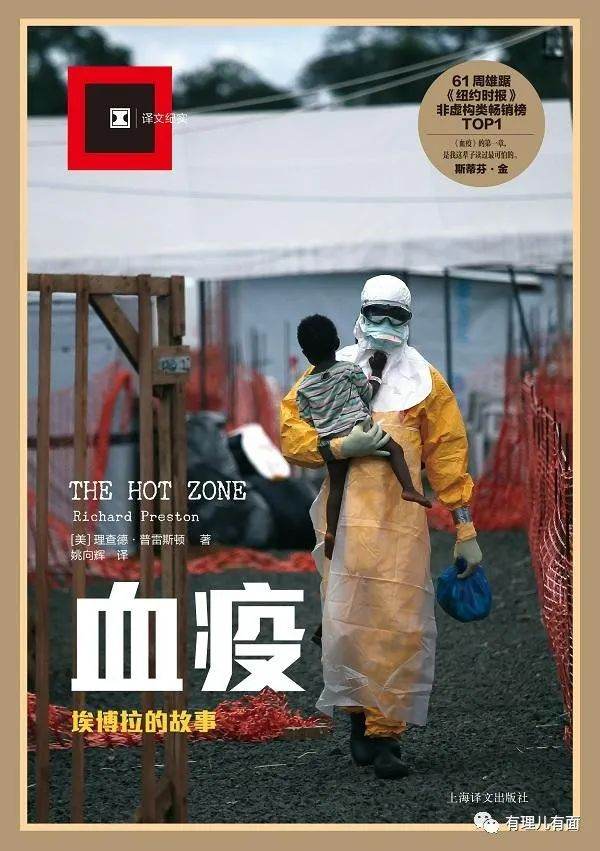 译文纪实
61周雄踞
《纽约时报》
非虚构类畅销榜
TOP1
《血疫》的第一章,
是我这辈子读过最可怕的。
斯蒂芬·金
THE HOT ZONE
Richard Preston
[美]理查德·普雷斯顿 著
姚向辉 译
血疫
埃博拉的故事
上海译文出版社
有理儿有面